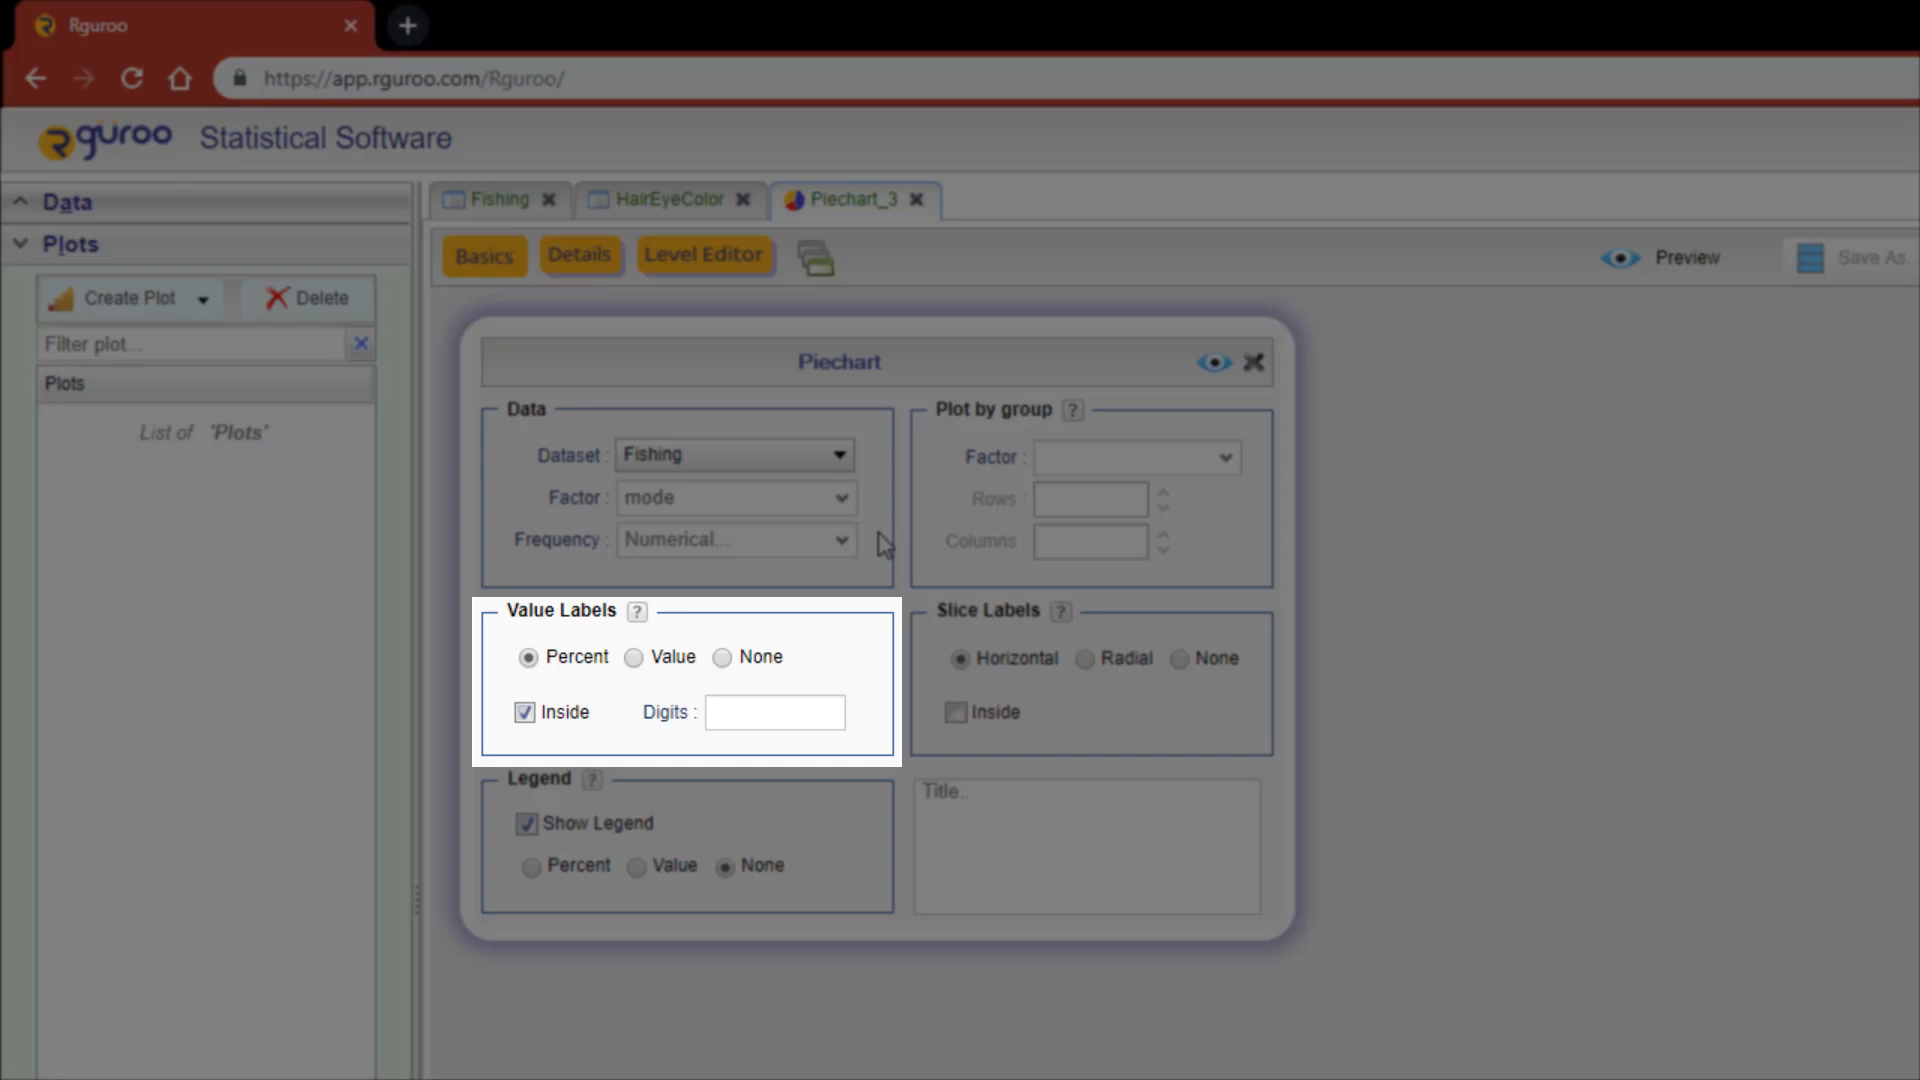 Rguroo
https://app.rguroo.com/Rguroo/
Rguroo Statistical Software
Data
Plots
Create Plot Delete
Filter plot...
Plots
List of 'Plots'
Fishing HairEyeColor Piechart_3
Basics Details Level Editor Preview Save As.
Piechart
Data
Dataset : Fishing
Factor : mode
Frequency : Numerical...
Plot by group ?
Factor :
Rows :
Columns :
Value Labels ?
Percent Value None
Inside Digits :
Slice Labels ?
Horizontal Radial None
Inside
Legend ?
Show Legend
Percent Value None
Title..